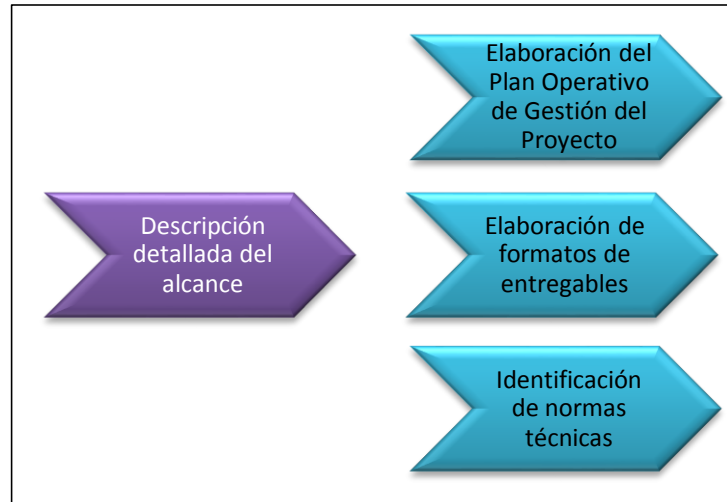 Elaboración del
Plan Operativo
de Gestión del
Proyecto
Descripción
detallada del
alcance
Elaboración de
formatos de
entregables
Identificación
de normas
técnicas